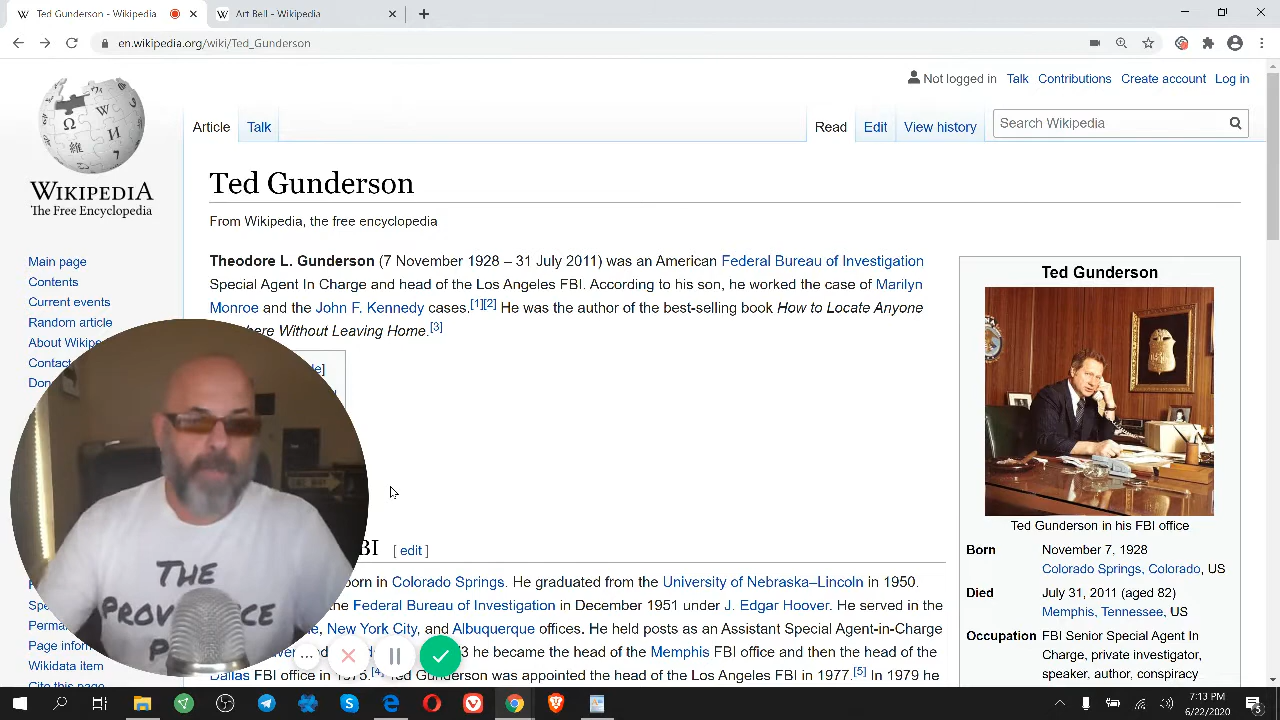 Ted Gunderson - Wikipedia
Art Bell - Wikipedia
en.wikipedia.org/wiki/Ted_Gunderson
Not logged in Talk Contributions Create account Log in
Article Talk
Read Edit View history
Search Wikipedia
WIKIPEDIA
The Free Encyclopedia
Main page
Contents
Current events
Random article
About
Ted Gunderson
From Wikipedia, the free encyclopedia
Theodore L. Gunderson (7 November 1928 – 31 July 2011) was an American Federal Bureau of Investigation
Special Agent In Charge and head of the Los Angeles FBI. According to his son, he worked the case of Marilyn
Monroe and the John F. Kennedy cases.[1][2] He was the author of the best-selling book How to Locate Anyone
Without Leaving Home.[3]
BI [ edit ]
born in Colorado Springs. He graduated from the University of Nebraska–Lincoln in 1950.
the Federal Bureau of Investigation in December 1951 under J. Edgar Hoover. He served in the
New York City, and Albuquerque offices. He held posts as an Assistant Special Agent-in-Charge
3 he became the head of the Memphis FBI office and then the head of the
Dallas FBI office in 1975.[4] Ted Gunderson was appointed the head of the Los Angeles FBI in 1977.[5] In 1979 he
Ted Gunderson
Ted Gunderson in his FBI office
Born November 7, 1928
Colorado Springs, Colorado, US
Died July 31, 2011 (aged 82)
Memphis, Tennessee, US
Occupation FBI Senior Special Agent In
Charge, private investigator,
speaker, author, conspiracy
Page
Wikidata item
Cite this page
THE
7:13 PM
6/22/2020